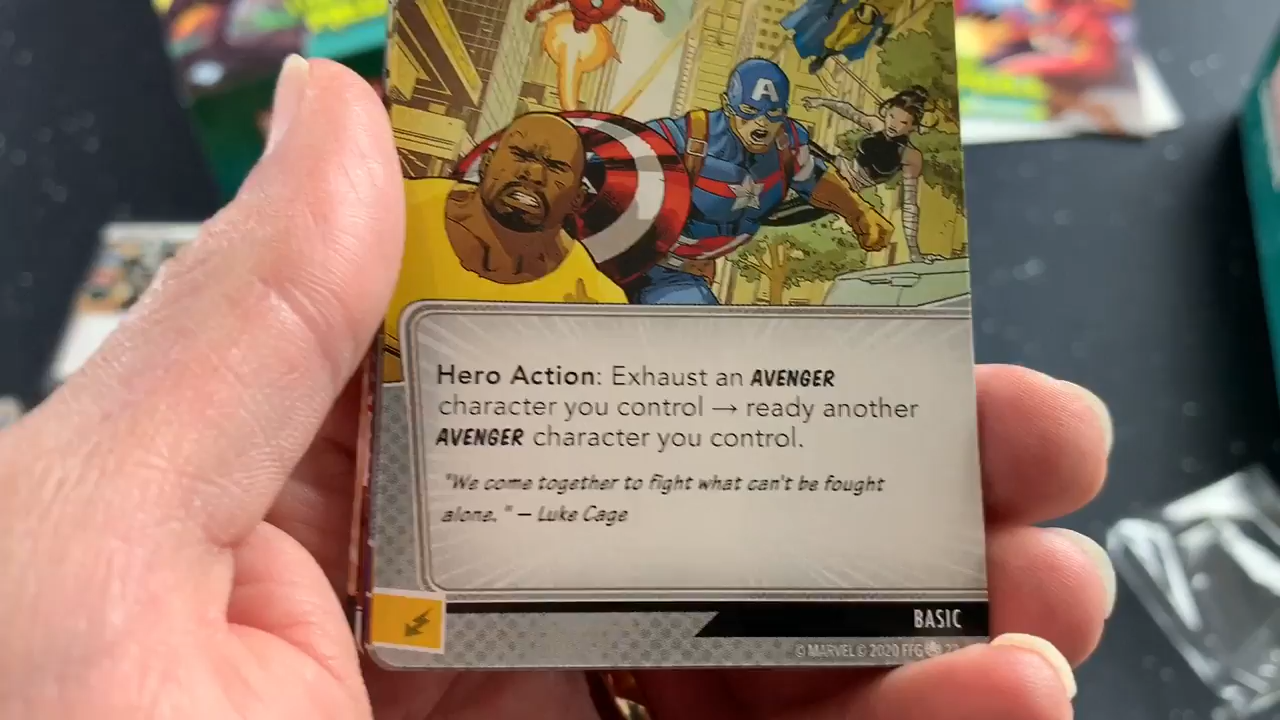 A
Hero Action: Exhaust an AVENGER
character you control → ready another
AVENGER character you control.
"We come together to fight what can't be fought
alone." – Luke Cage
BASIC
© MARVEL © 2020 FFG